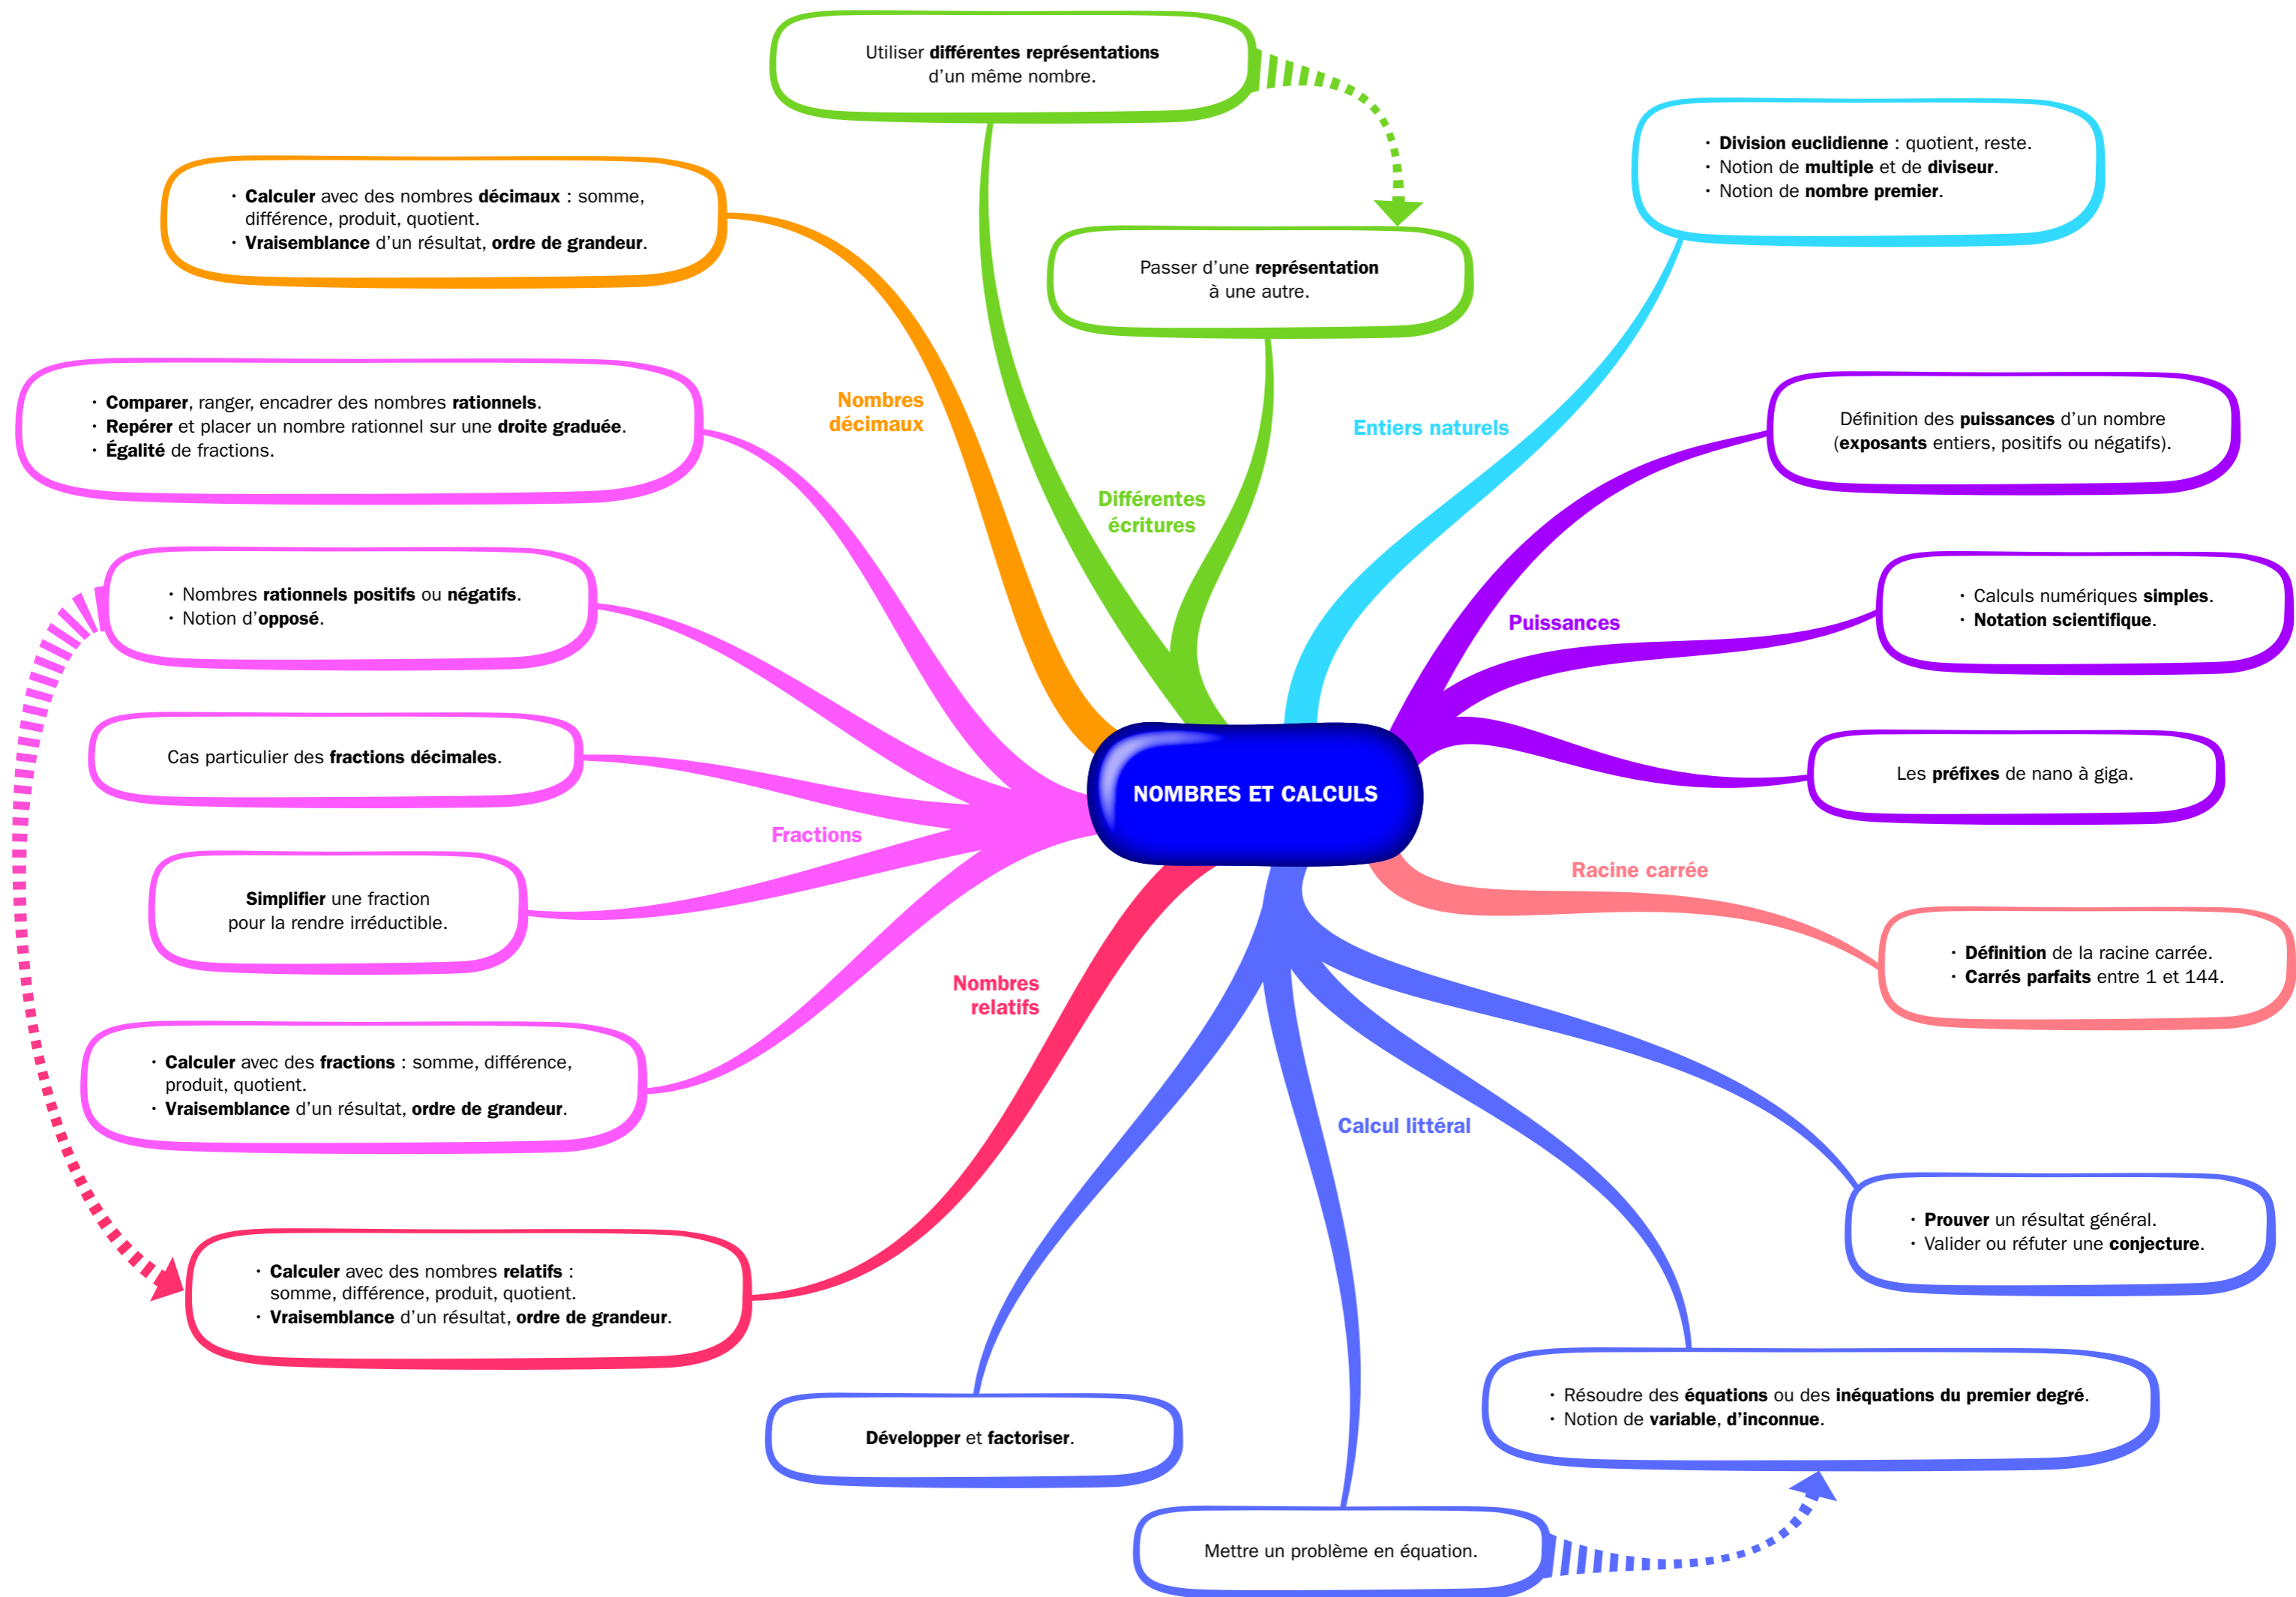 Utiliser différentes représentations
d'un même nombre.
· Division euclidienne : quotient, reste.
· Notion de multiple et de diviseur.
· Notion de nombre premier.
· Calculer avec des nombres décimaux : somme,
différence, produit, quotient.
· Vraisemblance d'un résultat, ordre de grandeur.
Passer d'une représentation
à une autre.
Nombres
décimaux
Entiers naturels
Différentes
écritures
· Comparer, ranger, encadrer des nombres rationnels.
· Repérer et placer un nombre rationnel sur une droite graduée.
· Égalité de fractions.
Définition des puissances d'un nombre
(exposants entiers, positifs ou négatifs).
· Nombres rationnels positifs ou négatifs.
· Notion d'opposé.
Puissances
· Calculs numériques simples.
· Notation scientifique.
Cas particulier des fractions décimales.
Les préfixes de nano à giga.
NOMBRES ET CALCULS
Fractions
Racine carrée
Simplifier une fraction
pour la rendre irréductible.
· Définition de la racine carrée.
· Carrés parfaits entre 1 et 144.
Nombres
relatifs
· Calculer avec des fractions : somme, différence,
produit, quotient.
· Vraisemblance d'un résultat, ordre de grandeur.
Calcul littéral
· Prouver un résultat général.
· Valider ou réfuter une conjecture.
· Calculer avec des nombres relatifs :
somme, différence, produit, quotient.
· Vraisemblance d'un résultat, ordre de grandeur.
· Résoudre des équations ou des inéquations du premier degré.
· Notion de variable, d'inconnue.
Développer et factoriser.
Mettre un problème en équation.